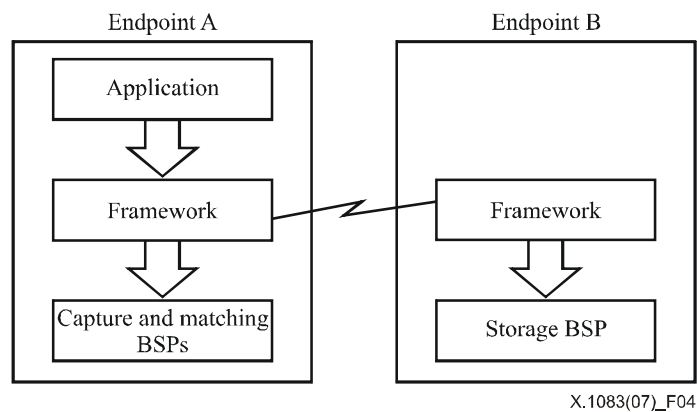 Endpoint A
Endpoint B
Application
Framework
Framework
Capture and matching
BSPs
Storage BSP
X.1083(07)_F04